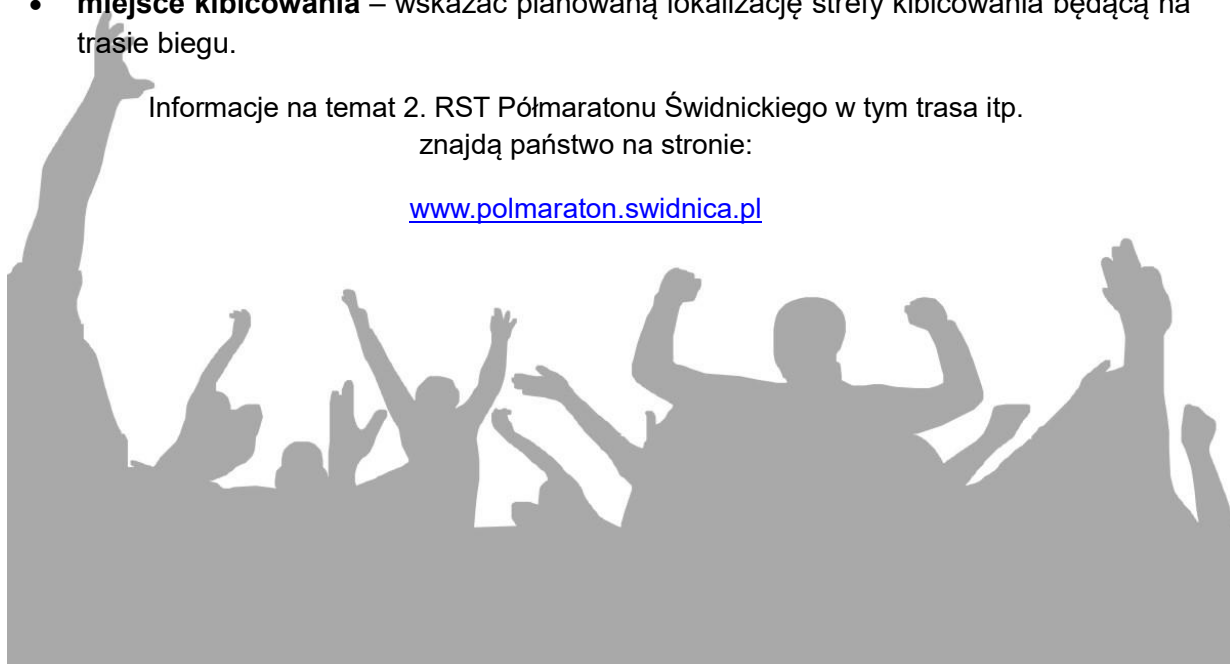 • miejsce kibicowania – wskazać planowaną lokalizację strefy kibicowania będącą na
trasie biegu.
Informacje na temat 2. RST Półmaratonu Świdnickiego w tym trasa itp.
znajdą państwo na stronie:
www.polmaraton.swidnica.pl